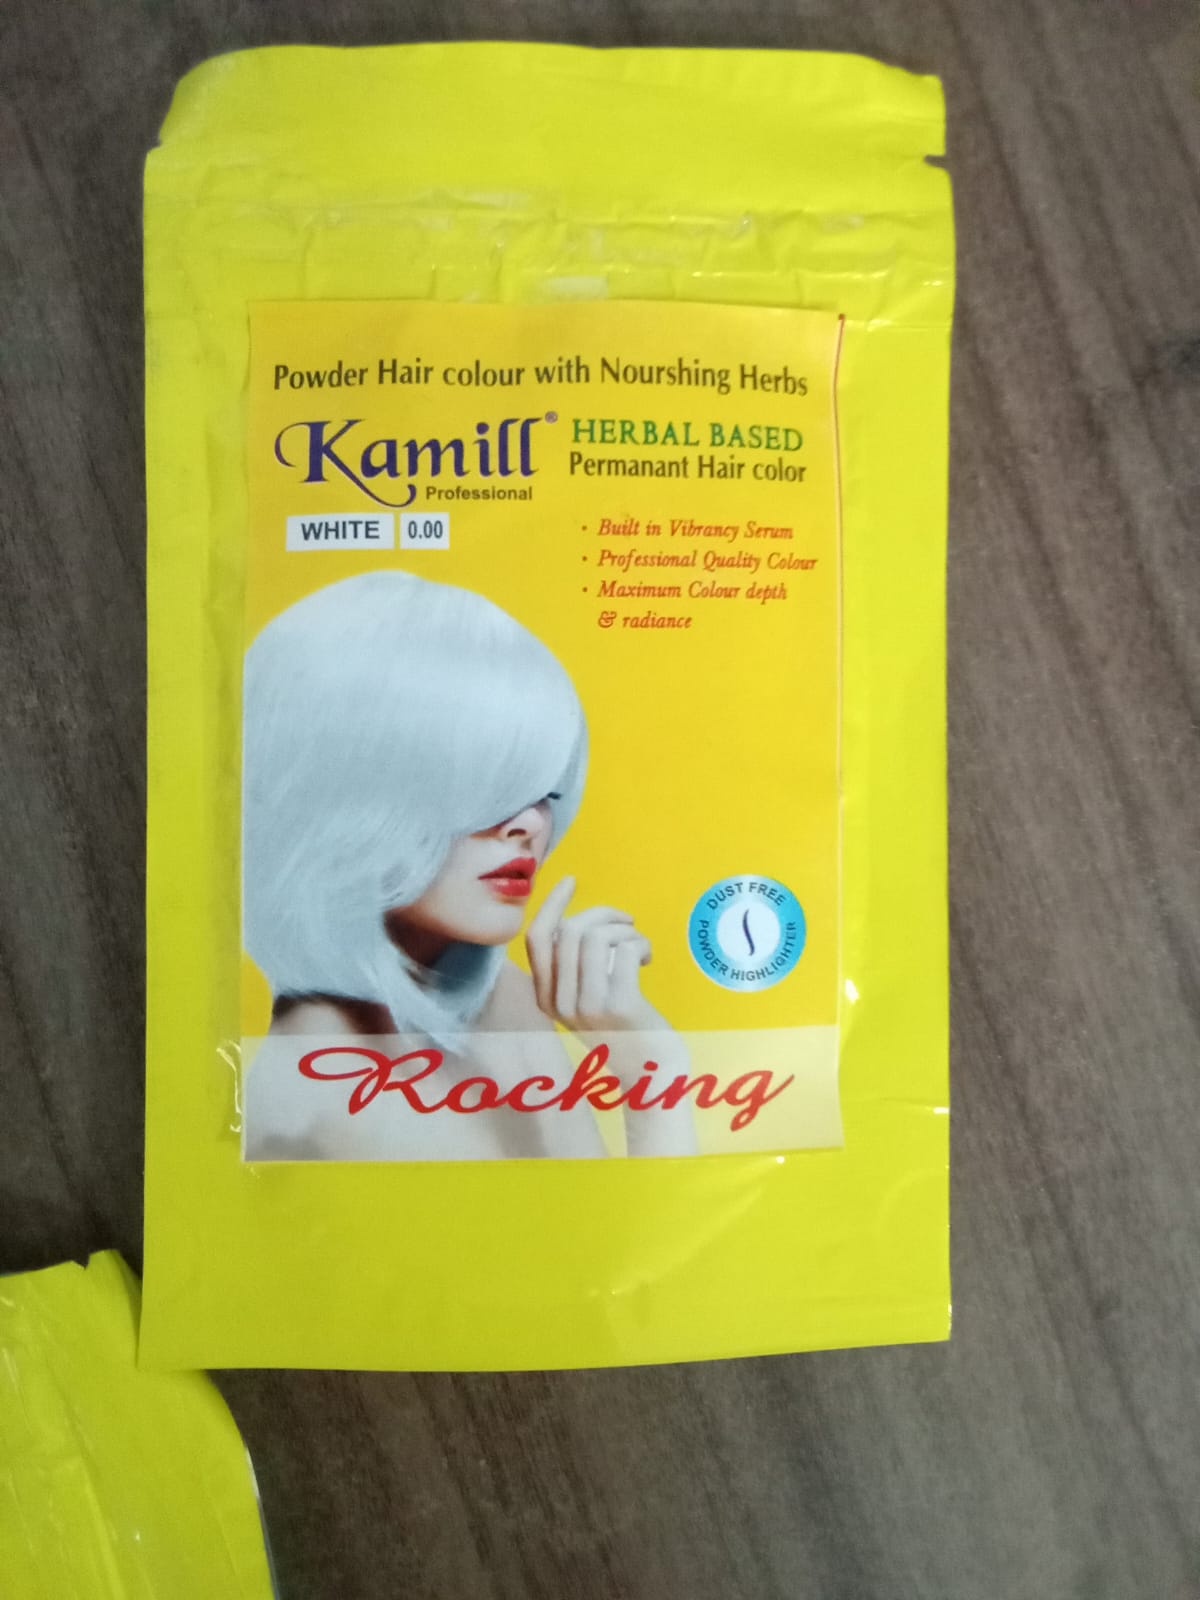 Powder Hair colour with Nourshing Herbs
Kamill®
Professional
HERBAL BASED
Permanant Hair color
WHITE 0.00
• Built in Vibrancy Serum
• Professional Quality Colour
• Maximum Colour depth
& radiance
DUST FREE
POWDER HIGHLIGHTER
Rocking